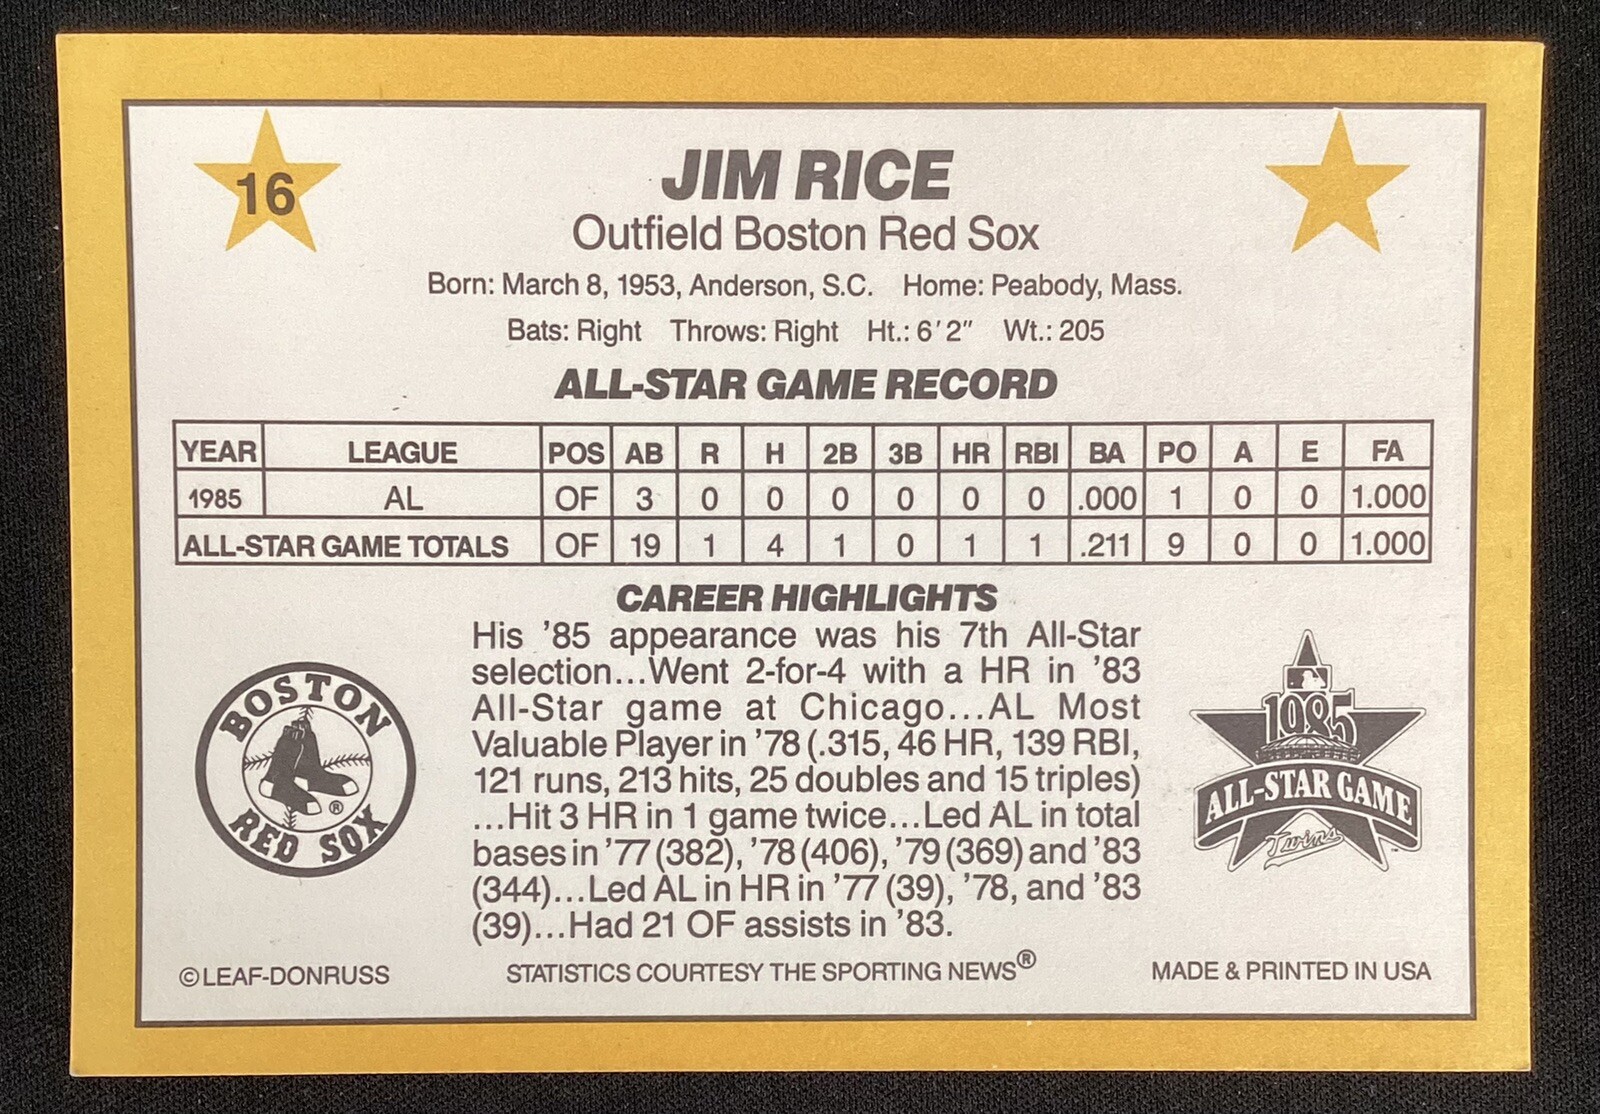 16
JIM RICE
Outfield Boston Red Sox
Born: March 8, 1953, Anderson, S.C. Home: Peabody, Mass.
Bats: Right Throws: Right Ht.: 6'2" Wt.: 205
ALL-STAR GAME RECORD
YEAR LEAGUE POS AB R H 2B 3B HR RBI BA PO A E FA
1985 AL OF 3 0 0 0 0 0 0 .000 1 0 0 1.000
ALL-STAR GAME TOTALS OF 19 1 4 1 0 1 1 .211 9 0 0 1.000
CAREER HIGHLIGHTS
His '85 appearance was his 7th All-Star
selection...Went 2-for-4 with a HR in '83
All-Star game at Chicago...AL Most
Valuable Player in '78 (.315, 46 HR, 139 RBI,
121 runs, 213 hits, 25 doubles and 15 triples)
...Hit 3 HR in 1 game twice...Led AL in total
bases in '77 (382), '78 (406), '79 (369) and '83
(344)...Led AL in HR in '77 (39), '78, and '83
(39)...Had 21 OF assists in '83.
BOSTON
RED SOX
®
1985
ALL-STAR GAME
Twins
© LEAF-DONRUSS STATISTICS COURTESY THE SPORTING NEWS® MADE & PRINTED IN USA